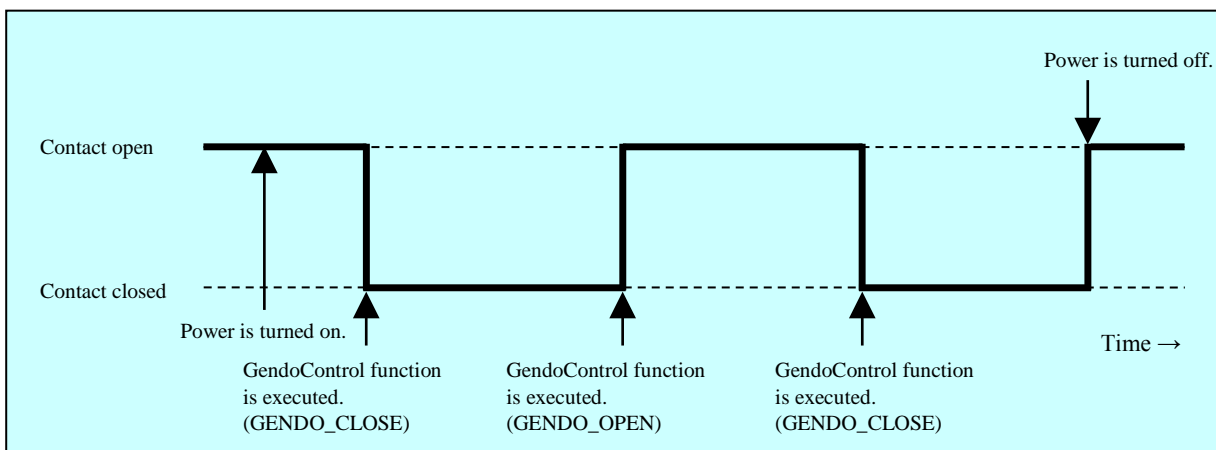 Power is turned off.
Contact open
Contact closed
Power is turned on.
Time →
GendoControl function
is executed.
(GENDO_CLOSE)
GendoControl function
is executed.
(GENDO_OPEN)
GendoControl function
is executed.
(GENDO_CLOSE)